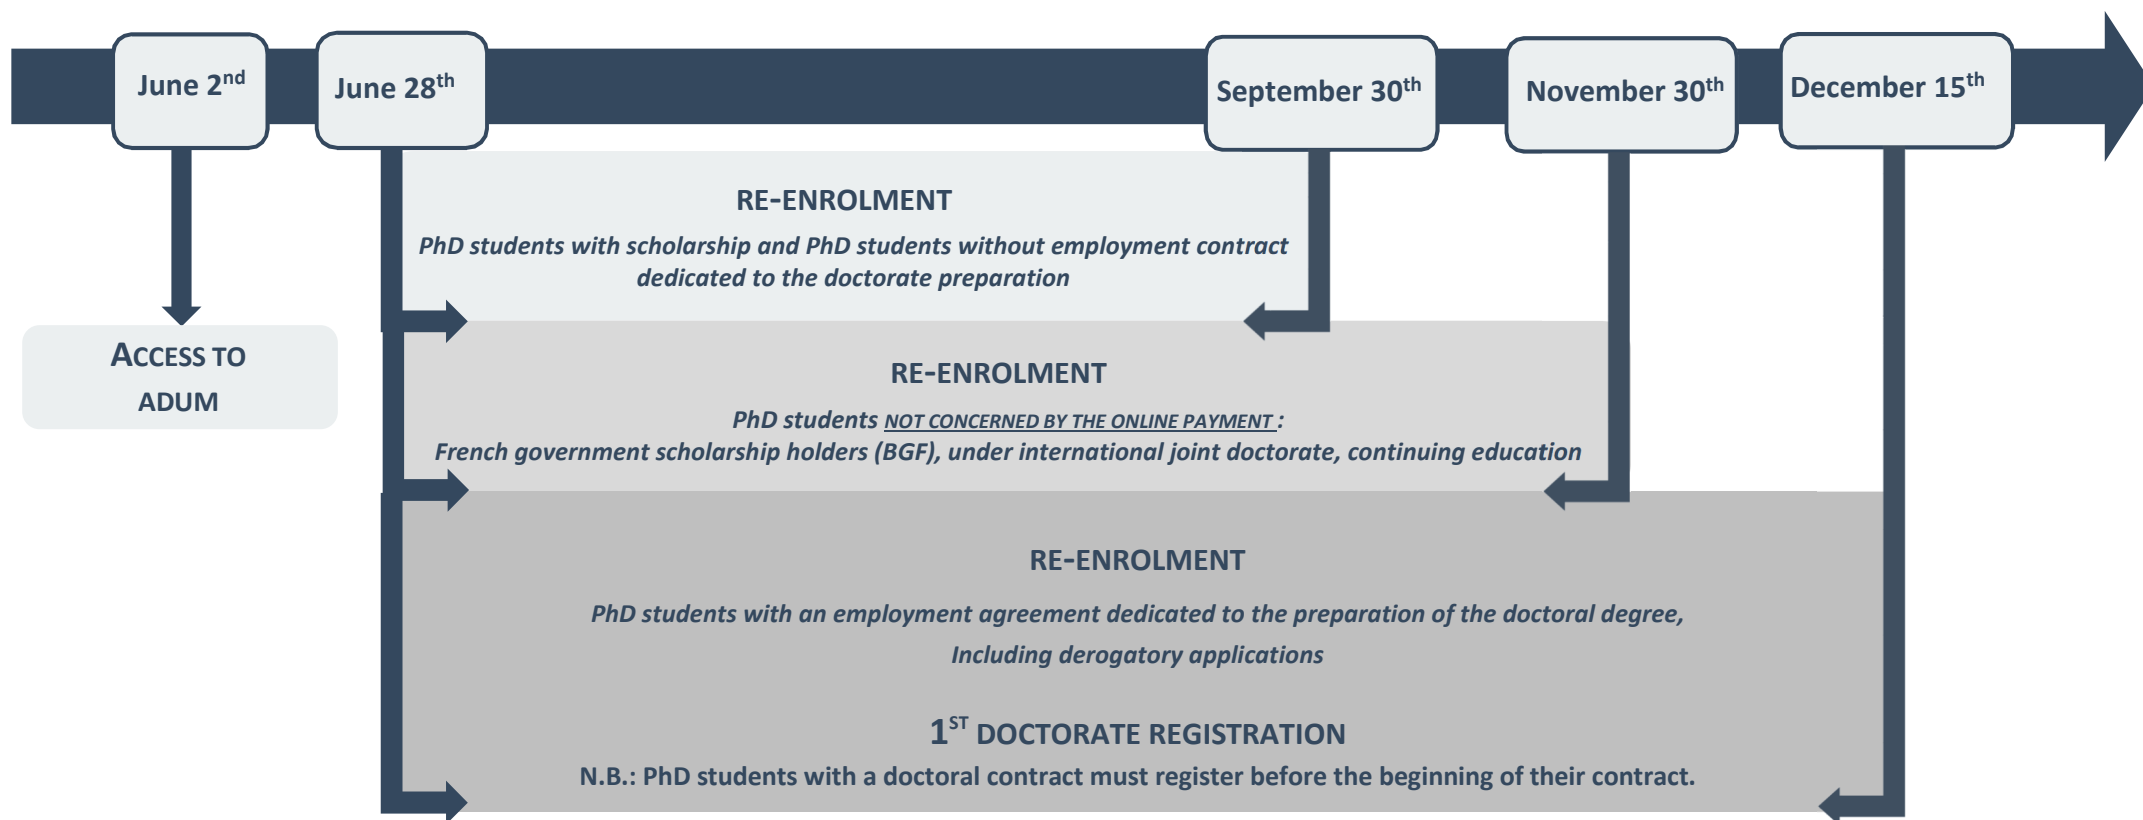 June 2nd
June 28th
September 30th
November 30th
December 15th
RE-ENROLMENT
PhD students with scholarship and PhD students without employment contract
dedicated to the doctorate preparation
ACCESS TO
ADUM
RE-ENROLMENT
PhD students NOT CONCERNED BY THE ONLINE PAYMENT :
French government scholarship holders (BGF), under international joint doctorate, continuing education
RE-ENROLMENT
PhD students with an employment agreement dedicated to the preparation of the doctoral degree,
Including derogatory applications
1ST DOCTORATE REGISTRATION
N.B.: PhD students with a doctoral contract must register before the beginning of their contract.